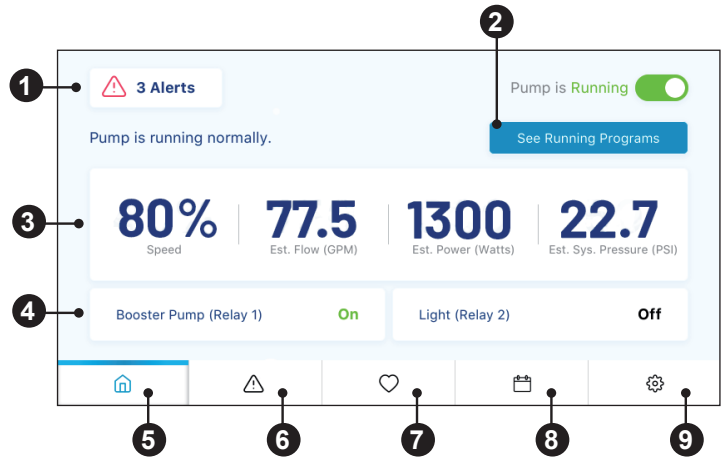 2
1
3 Alerts
Pump is Running
Pump is running normally.
See Running Programs
3
80% 77.5 1300 22.7
Speed Est. Flow (GPM) Est. Power (Watts) Est. Sys. Pressure (PSI)
4
Booster Pump (Relay 1) On Light (Relay 2) Off
5 6 7 8 9